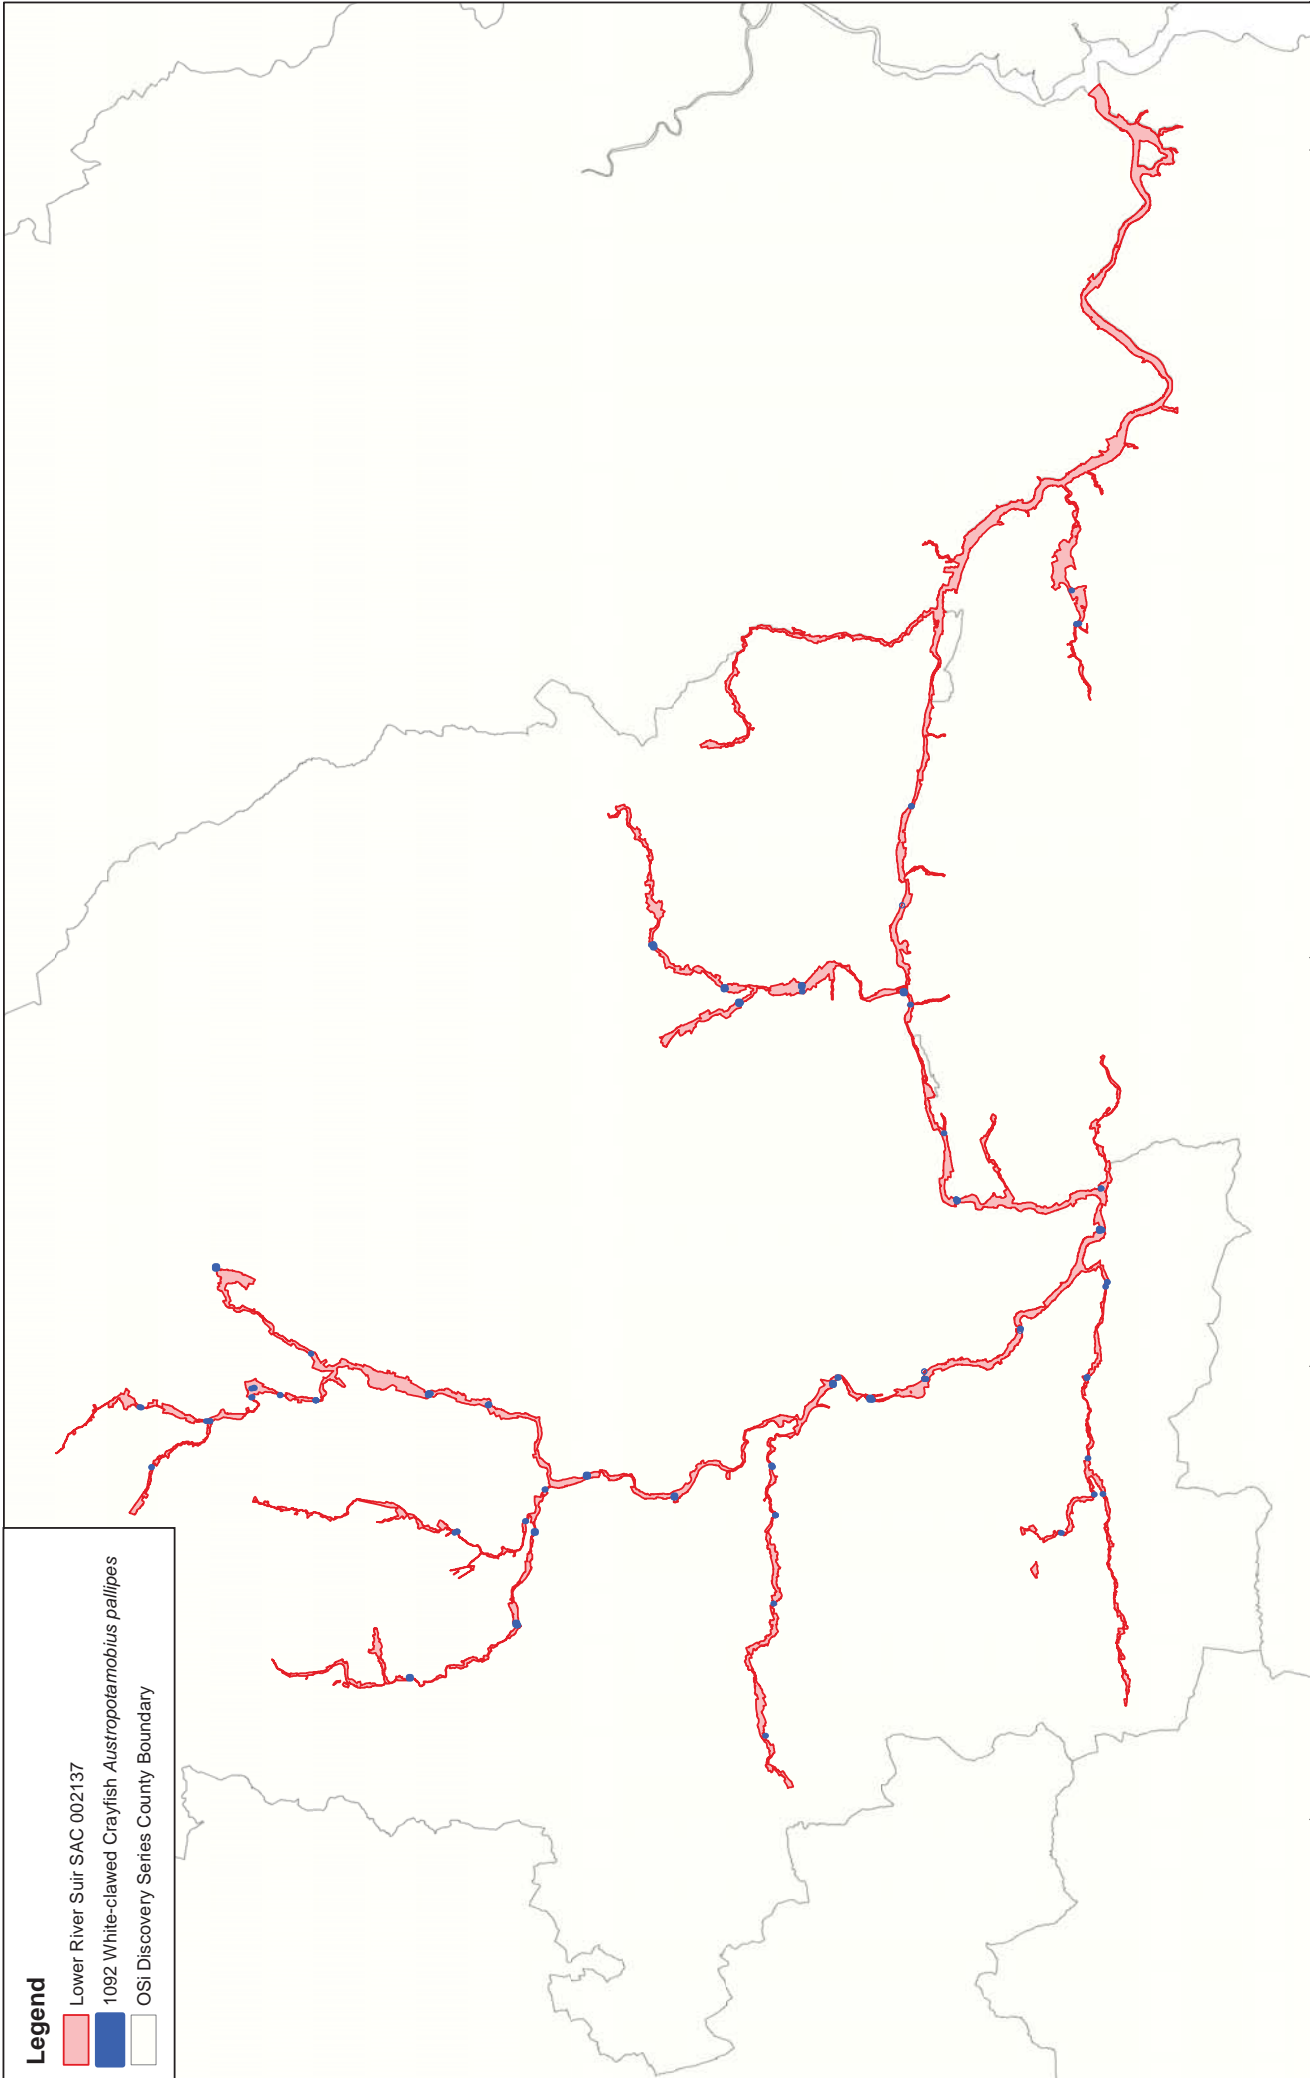 Legend
Lower River Suir SAC 002137
1092 White-clawed Crayfish Austropotamobius pallipes
OSi Discovery Series County Boundary